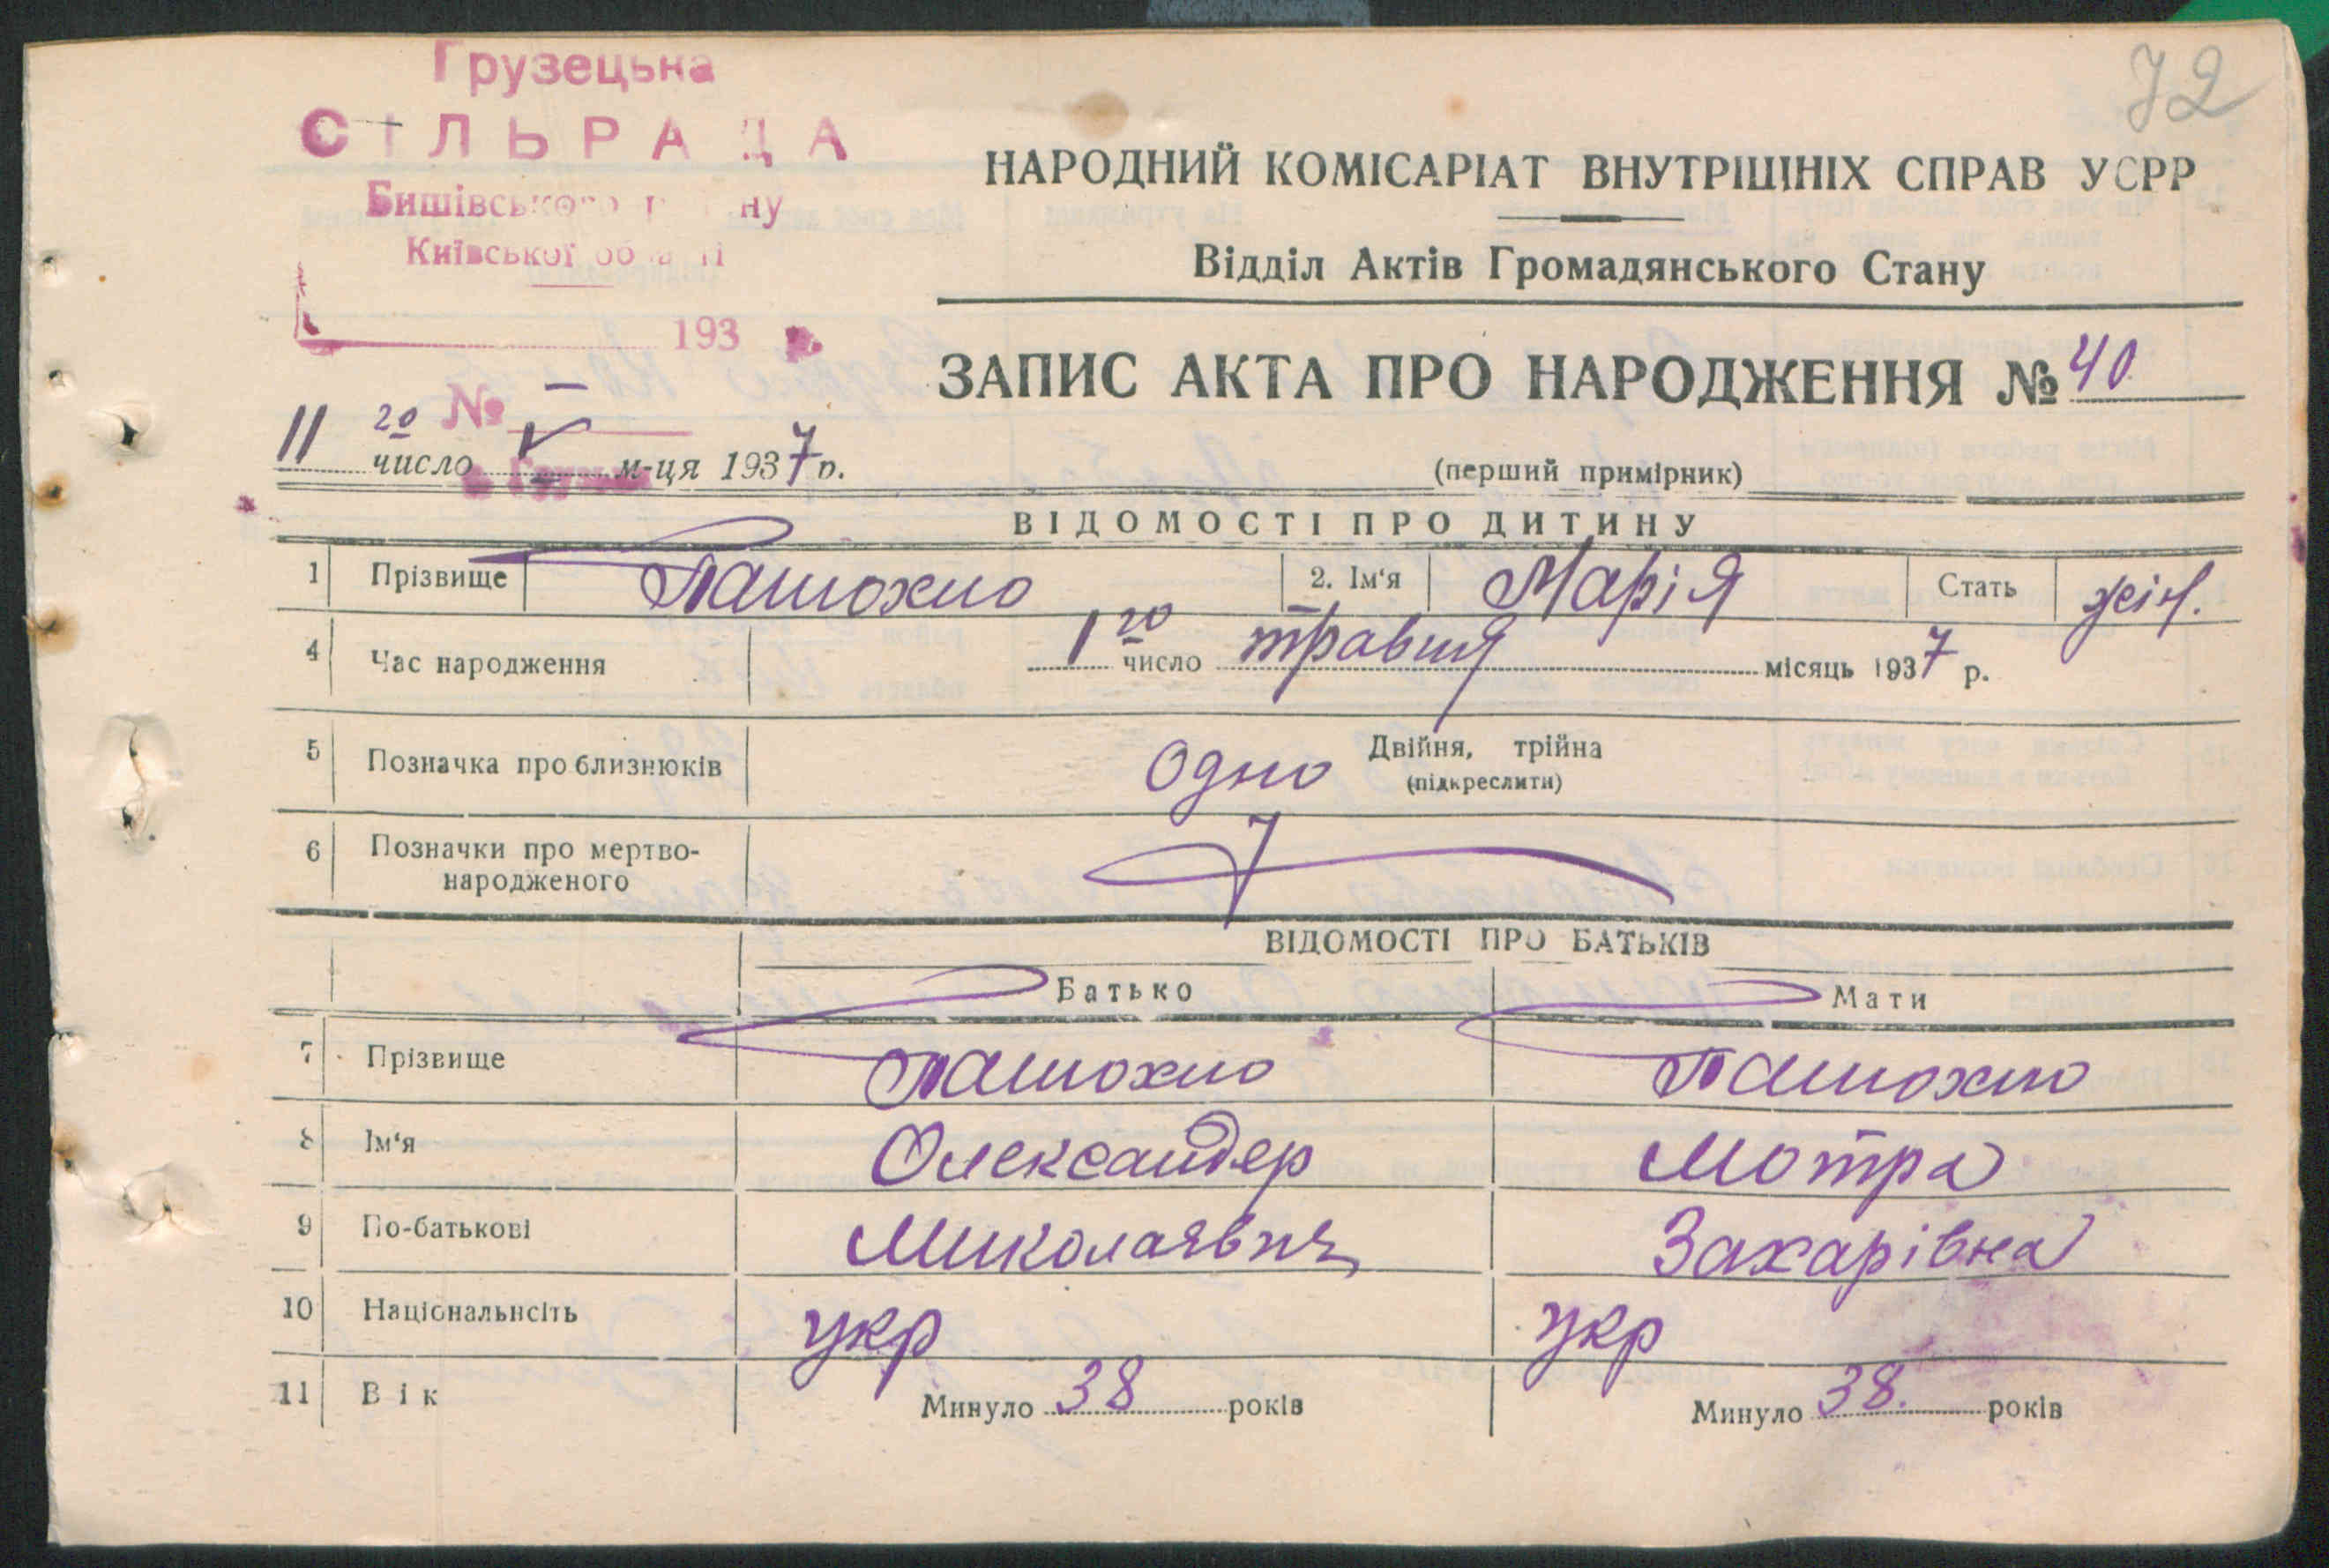 72
Грузецька
СІЛЬРАДА
Бишівського району
Київської області
193
№ —
НАРОДНИЙ КОМІСАРІАТ ВНУТРІШНІХ СПРАВ УСРР
Відділ Актів Громадянського Стану
ЗАПИС АКТА ПРО НАРОДЖЕННЯ № 40
11 го число V м-ця 1937 р.
(перший примірник)
ВІДОМОСТІ ПРО ДИТИНУ
1 Прізвище Пашохно 2. Ім'я Марія Стать жін.
4 Час народження 1 го число травня місяць 1937 р.
5 Позначка про близнюків Одно Двійня, трійна
(підкреслити)
6 Позначки про мертво-
народженого
ВІДОМОСТІ ПРО БАТЬКІВ
Батько Мати
7 Прізвище Пашохно Пашохно
8 Ім'я Олександер Мотра
9 По-батькові Захарівна
10 Національнсіть укр укр
11 Вік Минуло 38 років Минуло 38. років